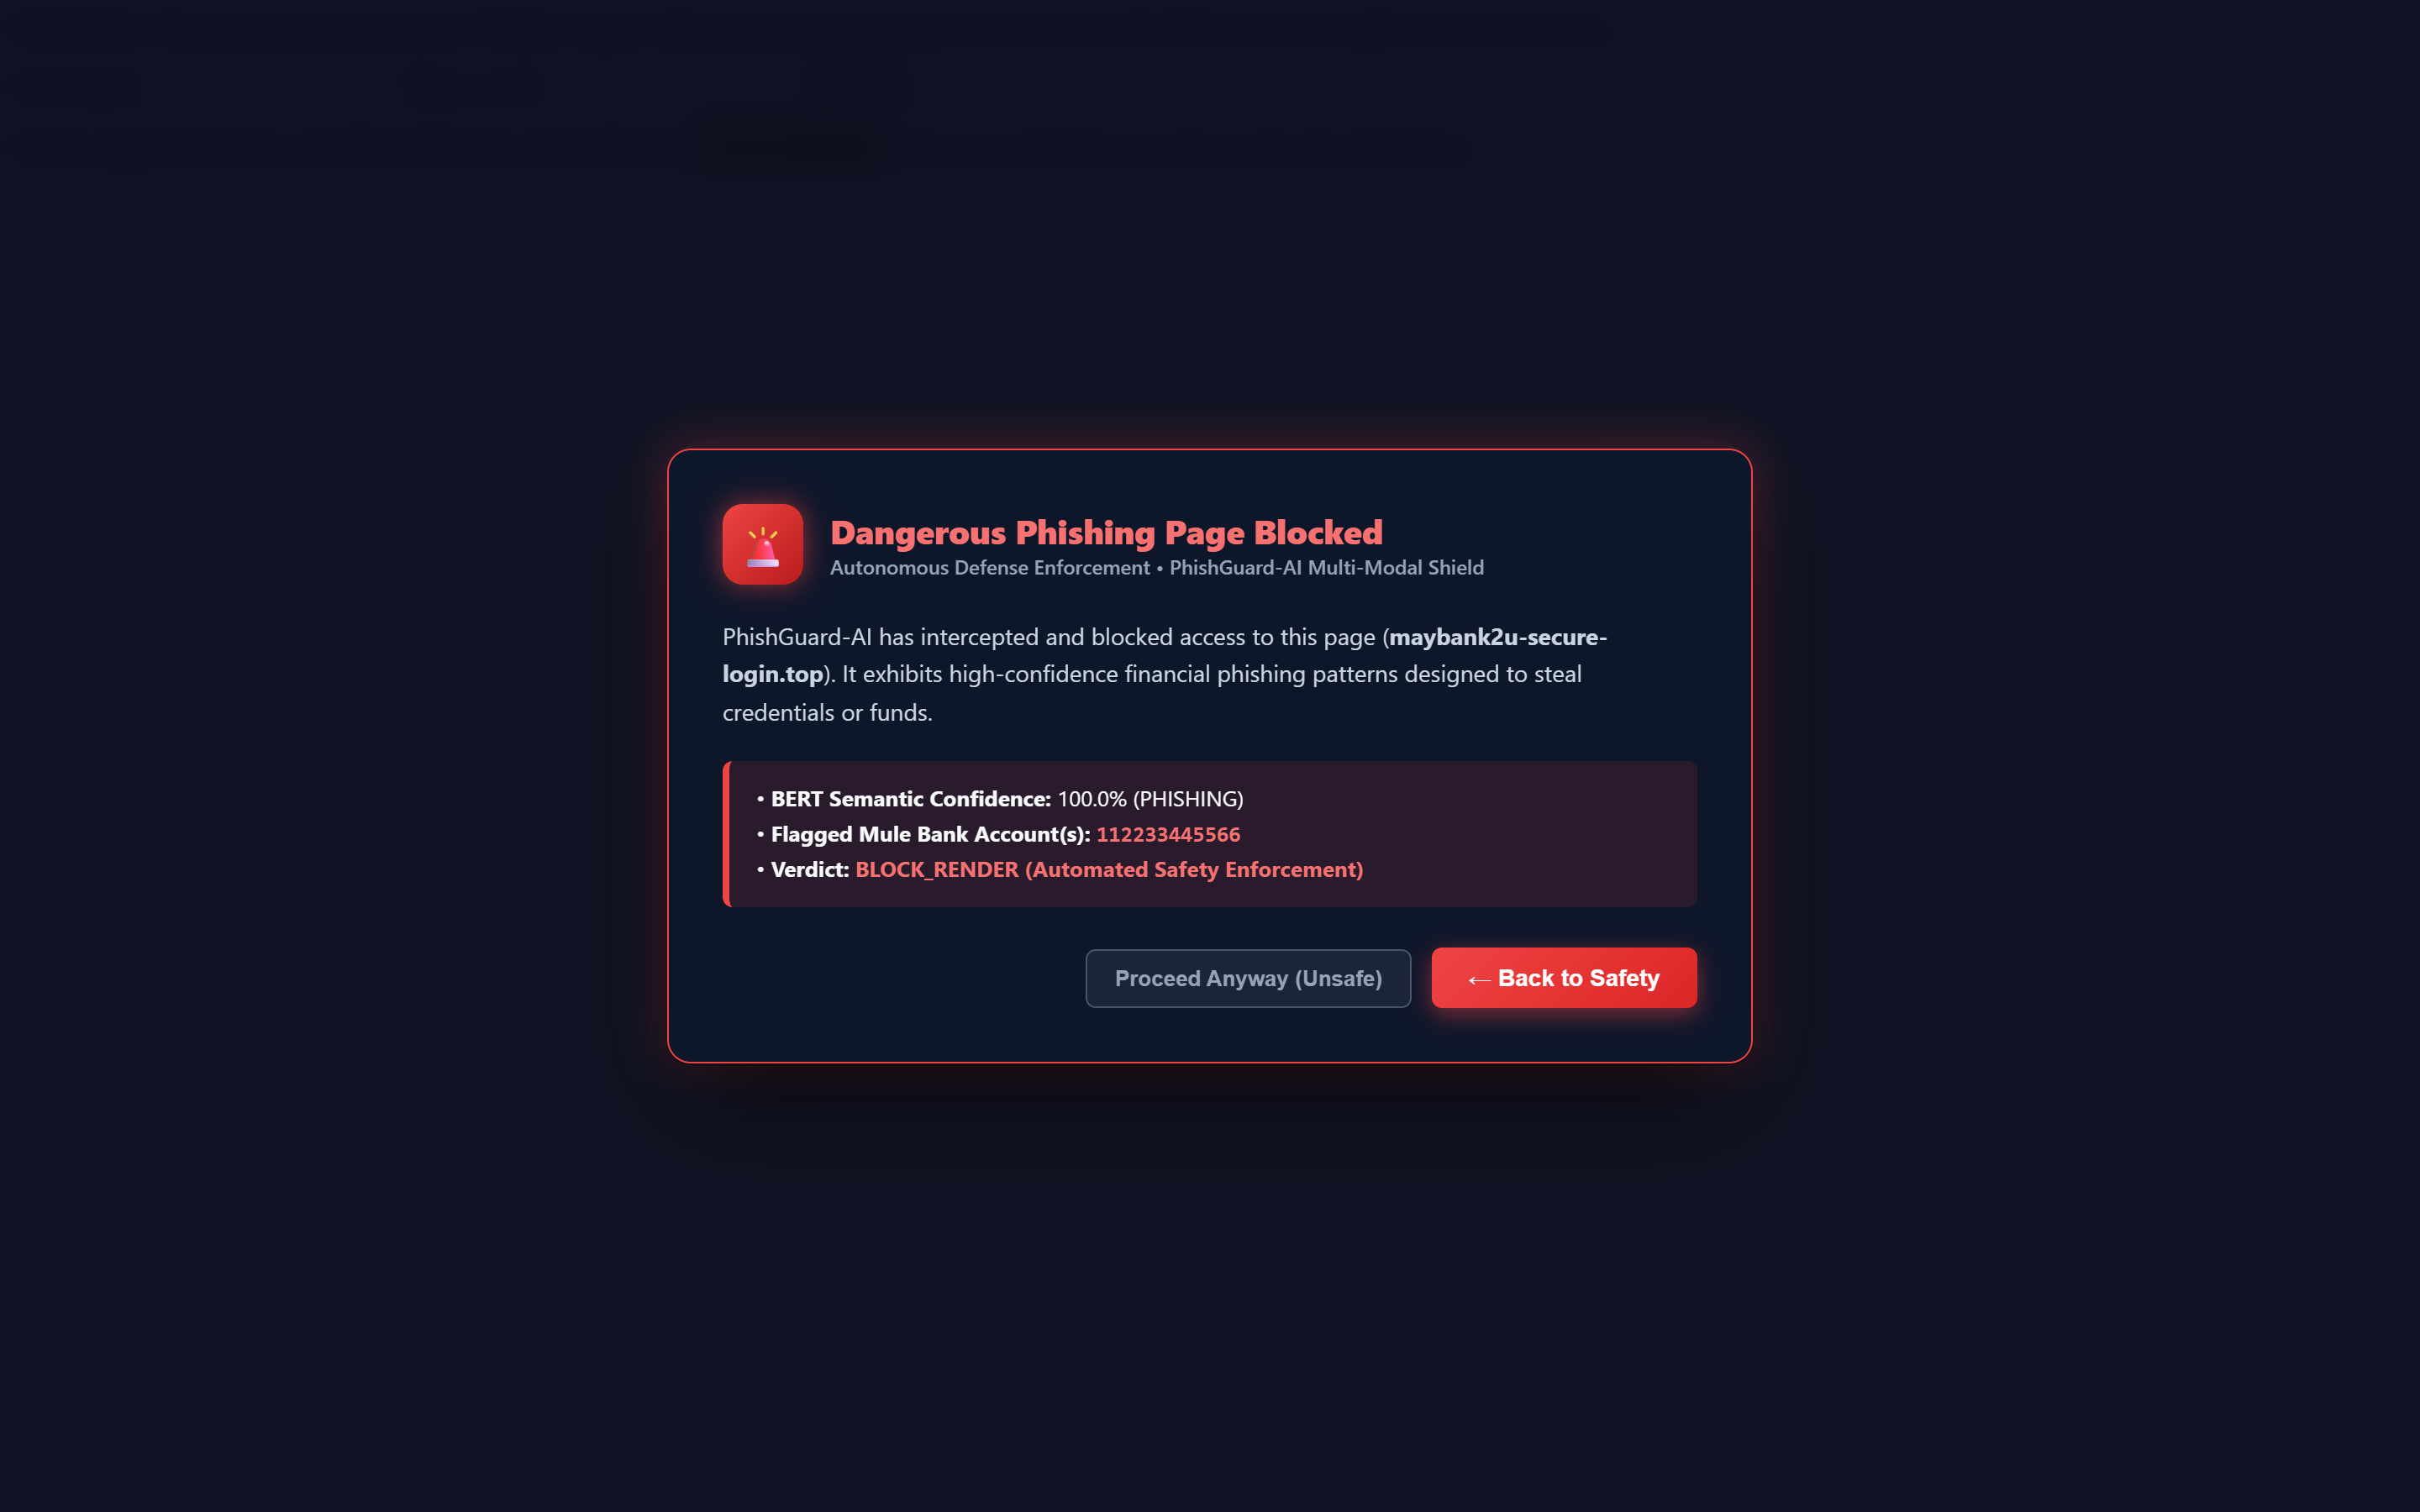 Dangerous Phishing Page Blocked
Autonomous Defense Enforcement • PhishGuard-AI Multi-Modal Shield
PhishGuard-AI has intercepted and blocked access to this page (maybank2u-secure-
login.top). It exhibits high-confidence financial phishing patterns designed to steal
credentials or funds.
• BERT Semantic Confidence: 100.0% (PHISHING)
• Flagged Mule Bank Account(s): 112233445566
• Verdict: BLOCK_RENDER (Automated Safety Enforcement)
Proceed Anyway (Unsafe)
← Back to Safety